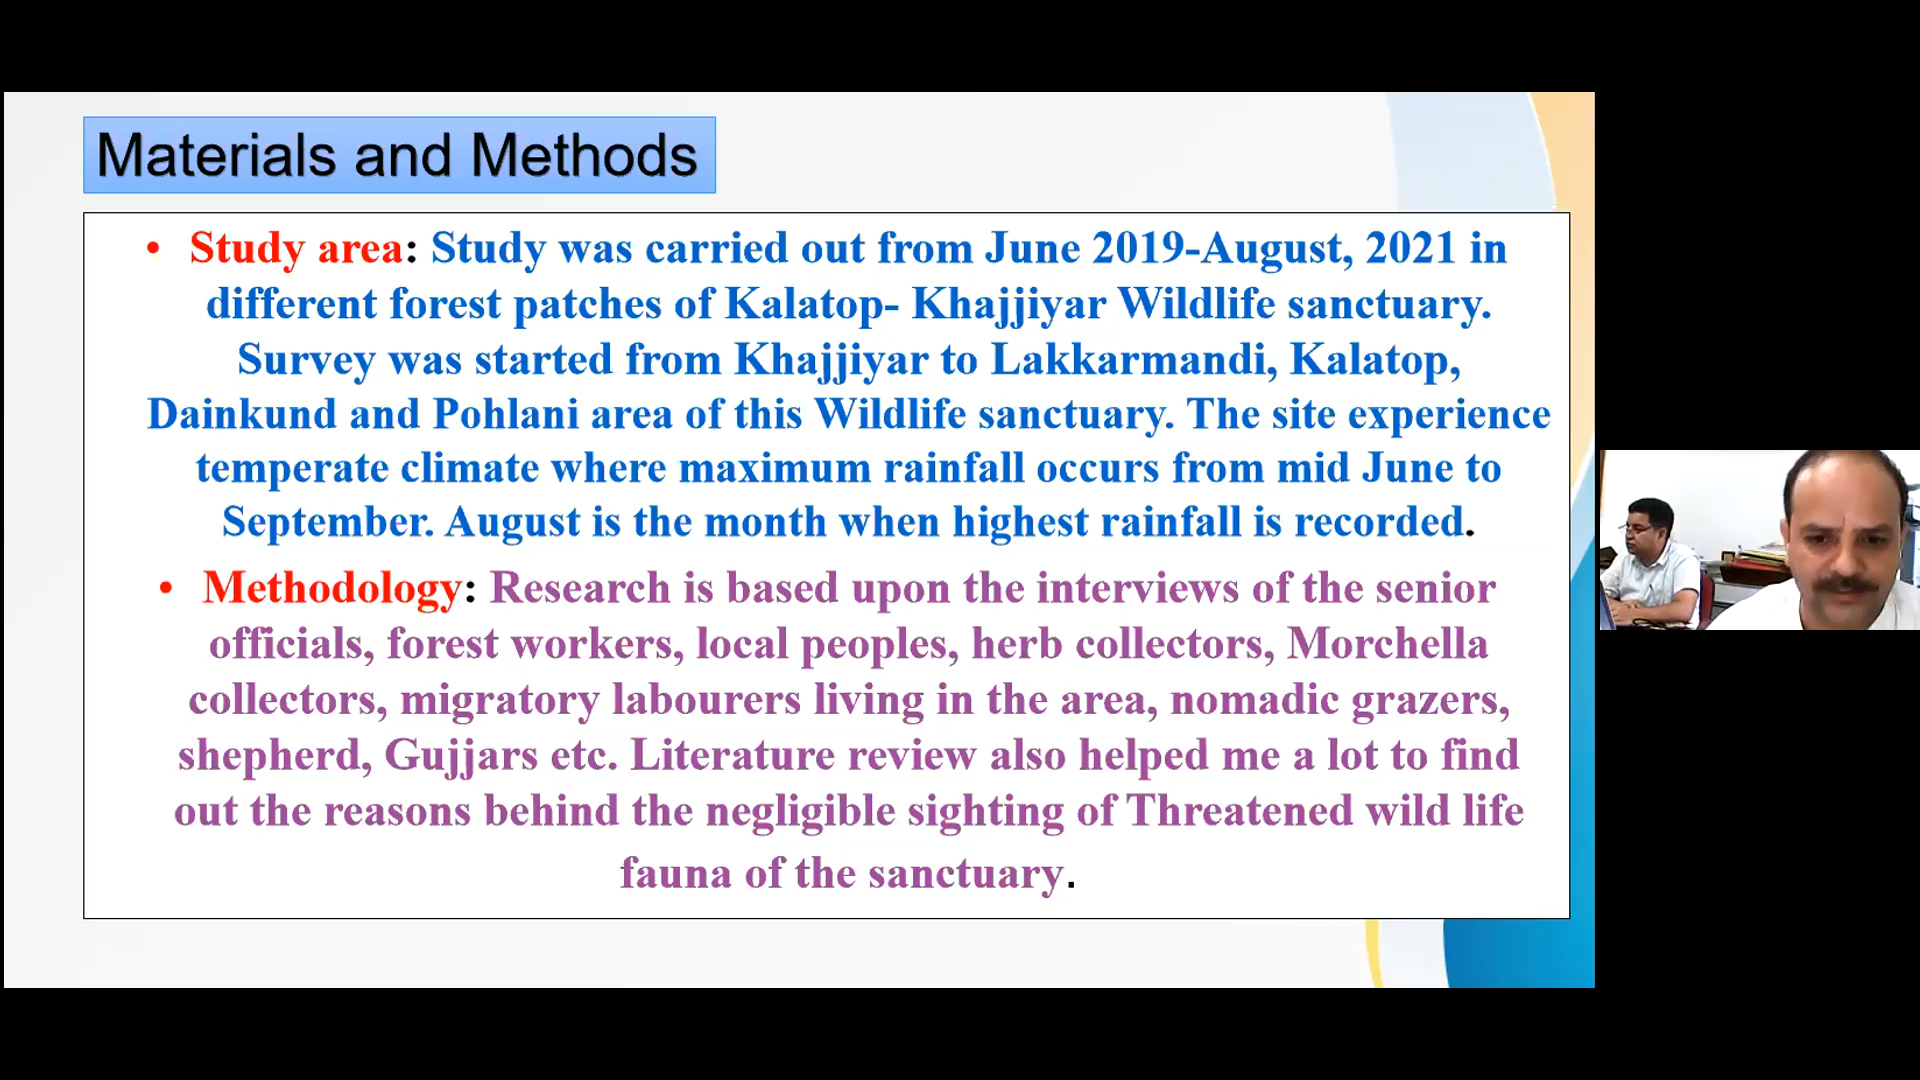 Materials and Methods
• Study area: Study was carried out from June 2019-August, 2021 in
different forest patches of Kalatop- Khajjiyar Wildlife sanctuary.
Survey was started from Khajjiyar to Lakkarmandi, Kalatop,
Dainkund and Pohlani area of this Wildlife sanctuary. The site experience
temperate climate where maximum rainfall occurs from mid June to
September. August is the month when highest rainfall is recorded.
• Methodology: Research is based upon the interviews of the senior
officials, forest workers, local peoples, herb collectors, Morchella
collectors, migratory labourers living in the area, nomadic grazers,
shepherd, Gujjars etc. Literature review also helped me a lot to find
out the reasons behind the negligible sighting of Threatened wild life
fauna of the sanctuary.